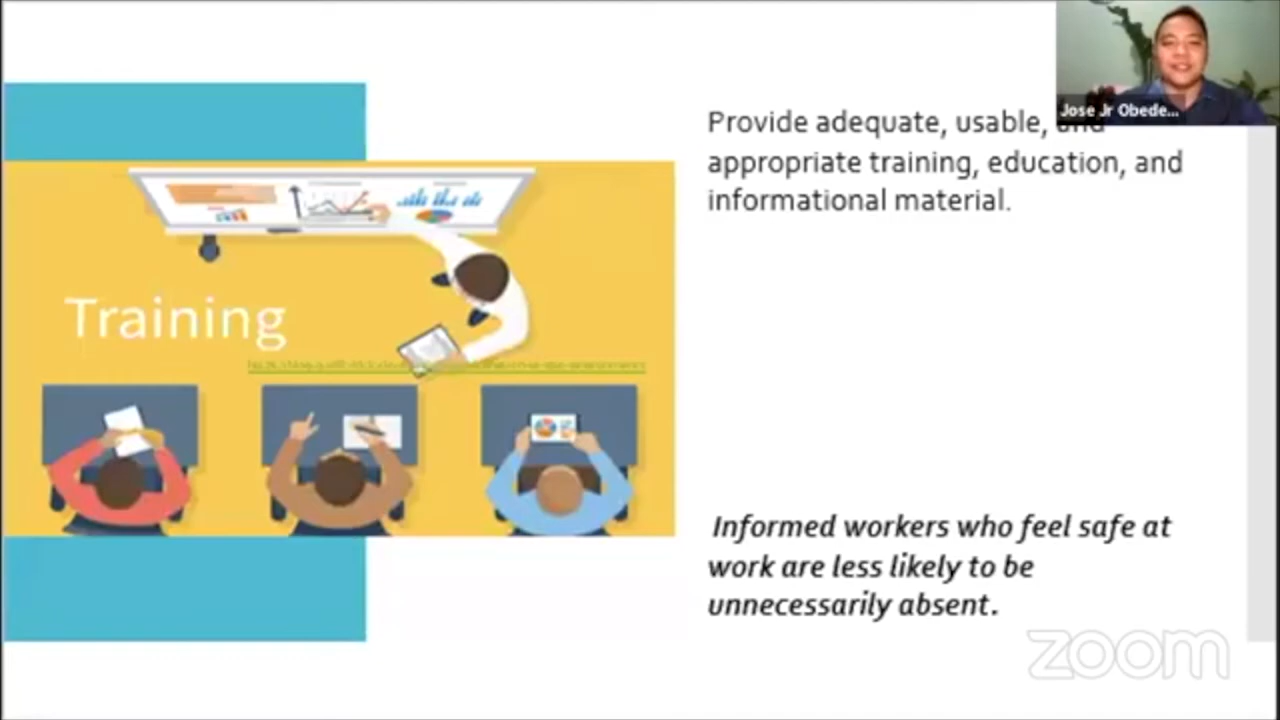 Jose Jr Obede...
Provide adequate, usable, and
appropriate training, education, and
informational material.
Training
Informed workers who feel safe at
work are less likely to be
unnecessarily absent.
zoom